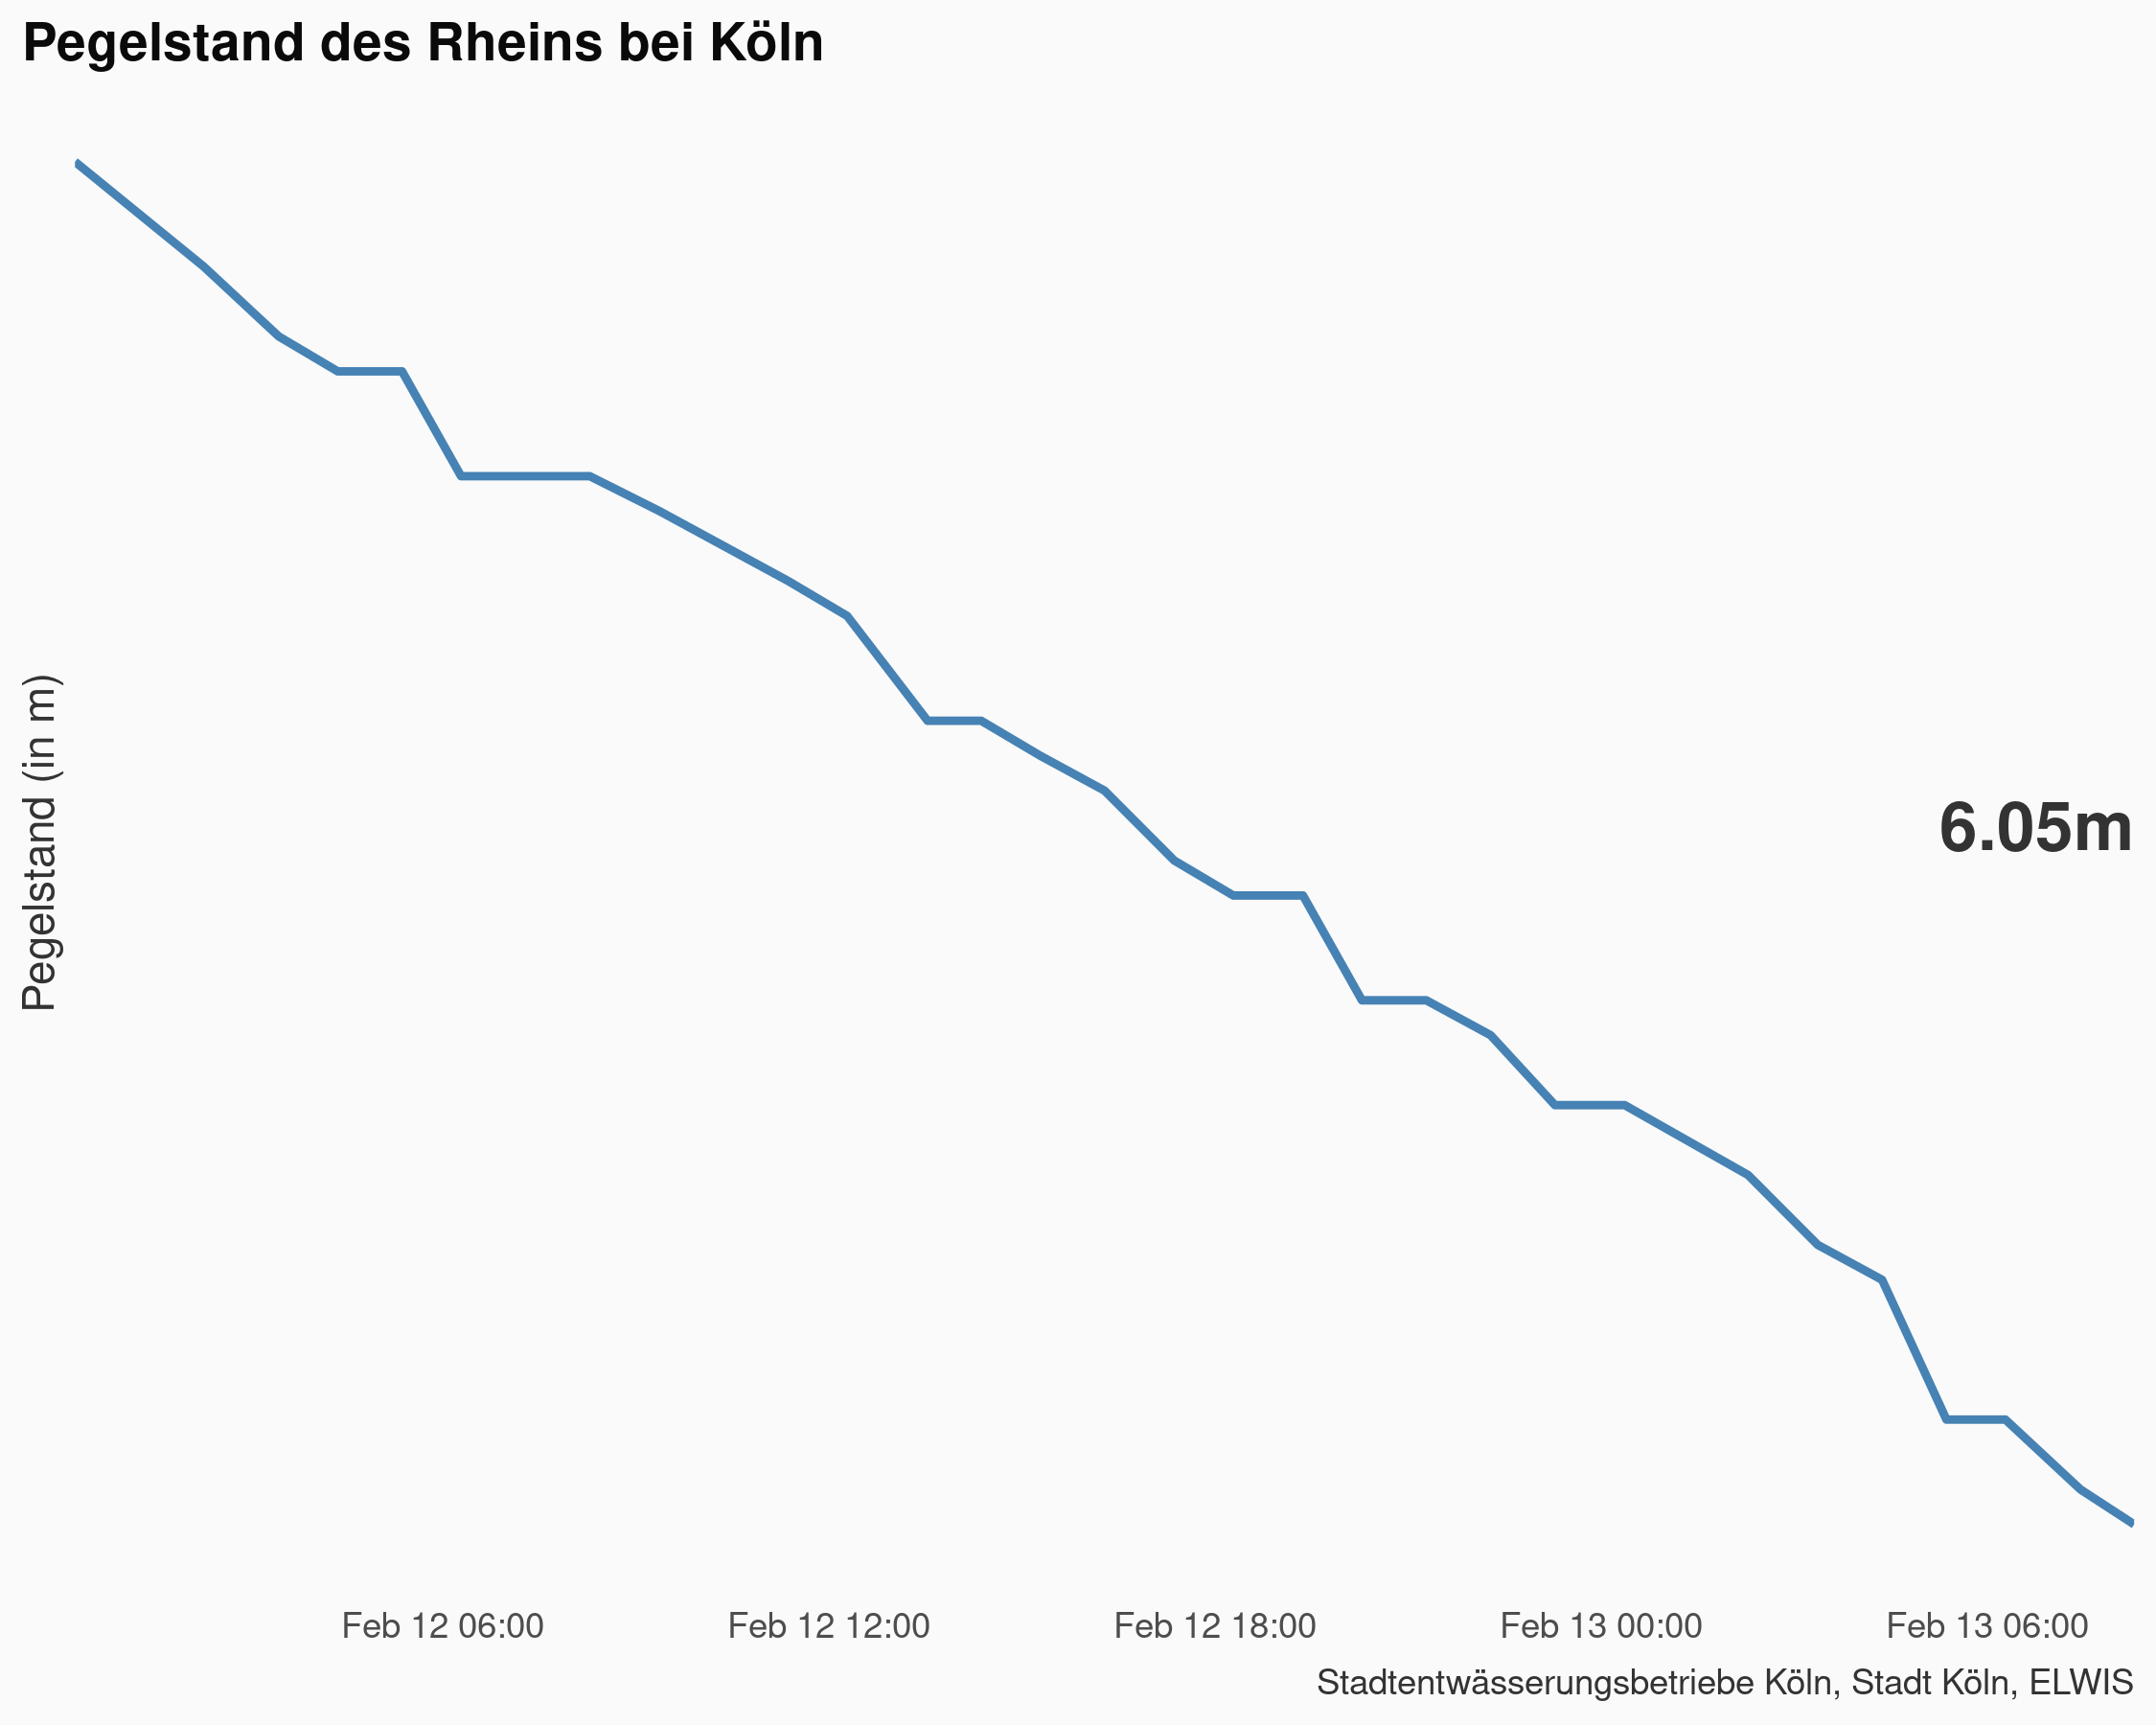 Pegelstand des Rheins bei Köln
Pegelstand (in m)
6.05m
Feb 12 06:00 Feb 12 12:00 Feb 12 18:00 Feb 13 00:00 Feb 13 06:00
Stadtentwässerungsbetriebe Köln, Stadt Köln, ELWIS